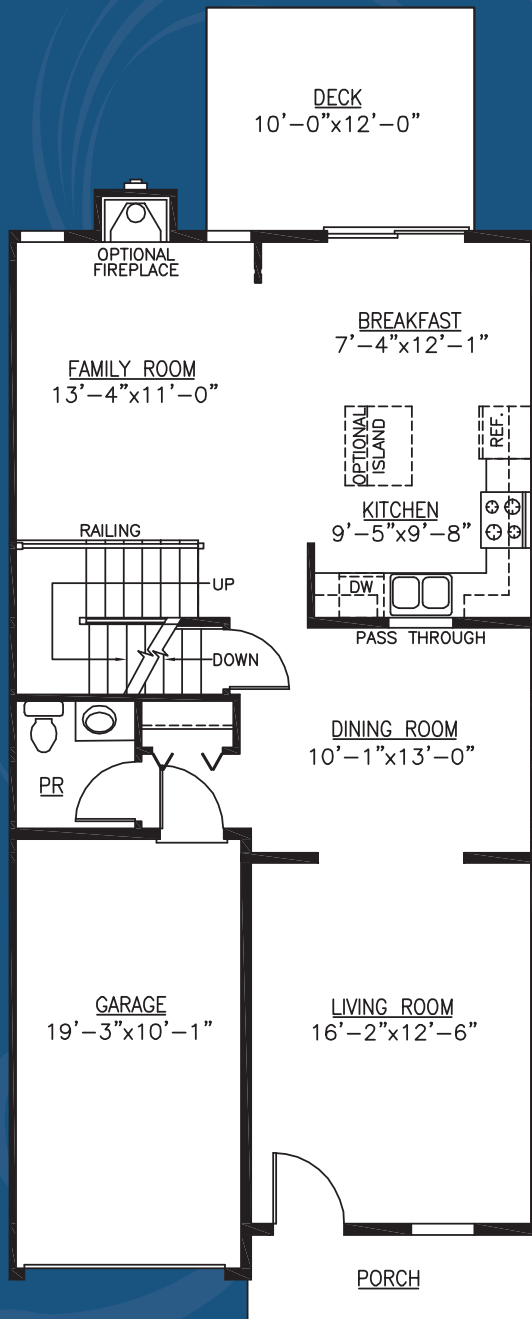 DECK
10'-0"x12'-0"
OPTIONAL
FIREPLACE
BREAKFAST
7'-4"x12'-1"
FAMILY ROOM
13'-4"x11'-0"
OPTIONAL
ISLAND
REF.
KITCHEN
9'-5"x9'-8"
RAILING
UP
DW
DOWN
PASS THROUGH
DINING ROOM
10'-1"x13'-0"
PR
GARAGE
19'-3"x10'-1"
LIVING ROOM
16'-2"x12'-6"
PORCH